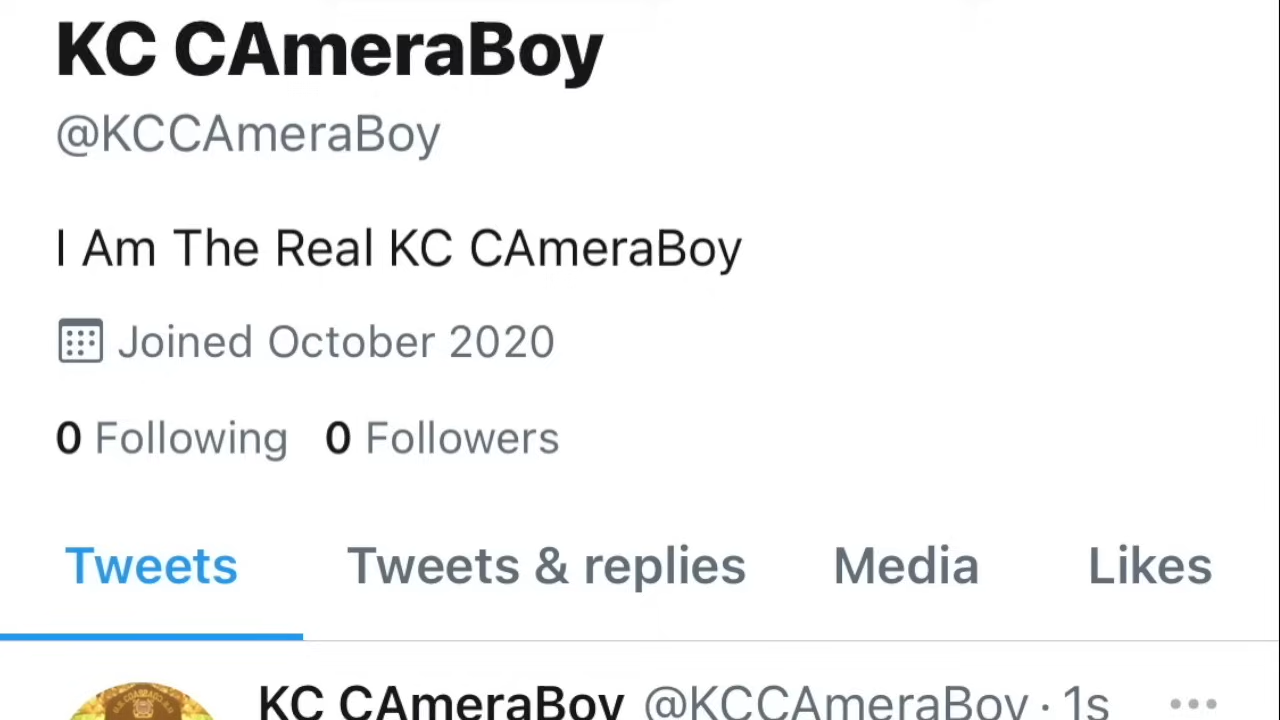 KC CAmeraBoy
@KCCAmeraBoy
I Am The Real KC CAmeraBoy
Joined October 2020
0 Following 0 Followers
Tweets Tweets & replies Media Likes
KC CAmeraBoy @KCCAmeraBoy · 1s